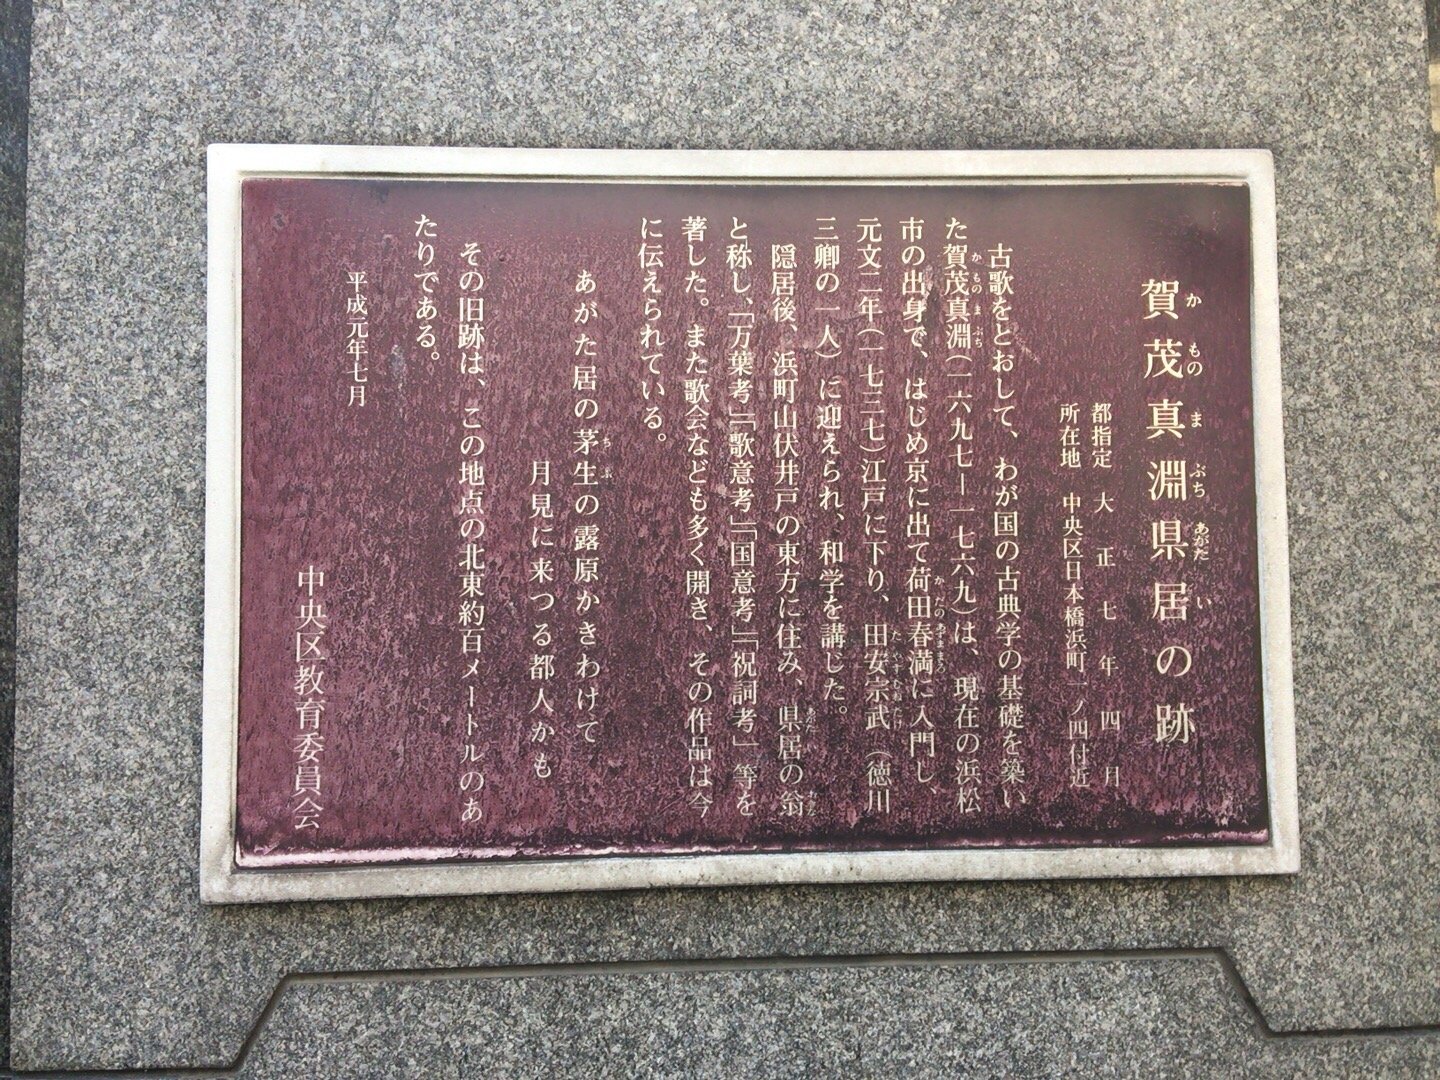 賀茂真淵県居の跡
都指定 大正七年四月
所在地 中央区日本橋浜町一ノ四付近
古歌をとおして、わが国の古典学の基礎を築い
た賀茂真淵(一六九七―一七六九)は、現在の浜松
市の出身で、はじめ京に出て荷田春満に入門し、
元文二年(一七三七)江戸に下り、田安宗武(徳川
三卿の一人)に迎えられ、和学を講じた。
隠居後、浜町山伏井戸の東方に住み、県居の翁
と称し、「万葉考」「歌意考」「国意考」「祝詞考」等を
著した。また歌会なども多く開き、その作品は今
に伝えられている。
あがた居の茅生の露原かきわけて
月見に来つる都人かも
その旧跡は、この地点の北東約百メートルのあ
たりである。
平成元年七月
中央区教育委員会